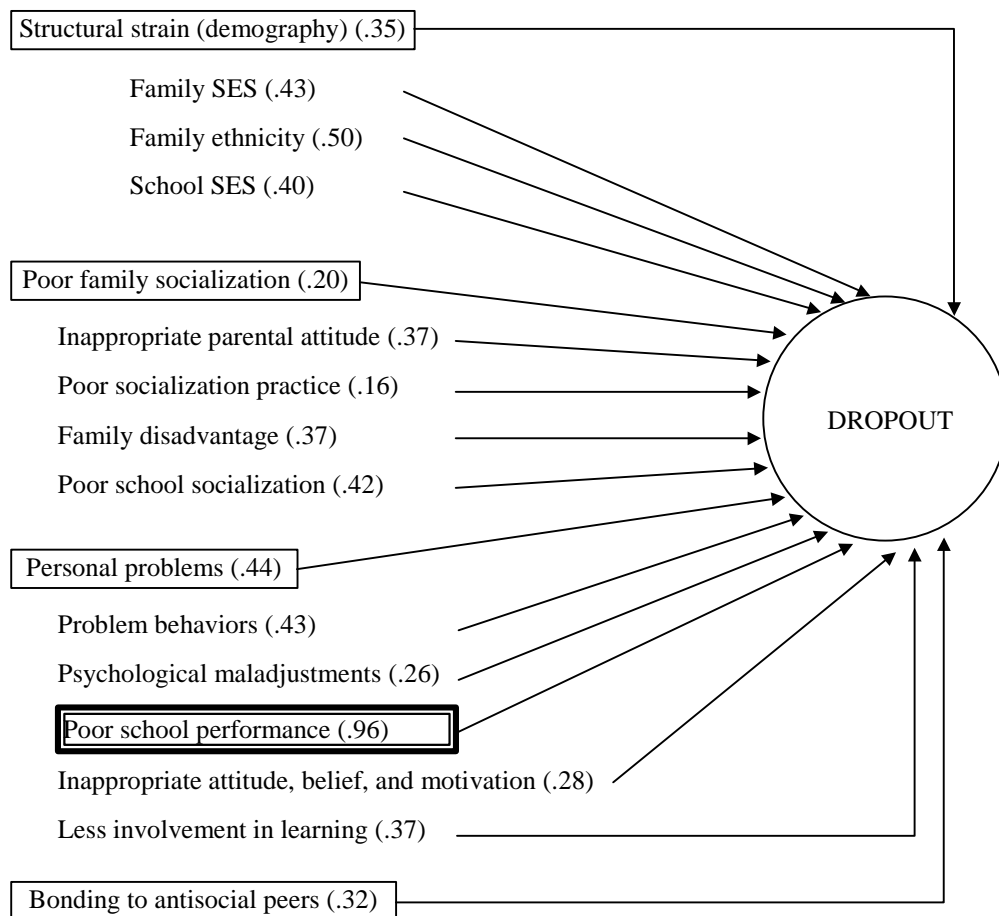 Structural strain (demography) (.35)
Family SES (.43)
Family ethnicity (.50)
School SES (.40)
Poor family socialization (.20)
Inappropriate parental attitude (.37)
Poor socialization practice (.16)
Family disadvantage (.37)
Poor school socialization (.42)
DROPOUT
Personal problems (.44)
Problem behaviors (.43)
Psychological maladjustments (.26)
Poor school performance (.96)
Inappropriate attitude, belief, and motivation (.28)
Less involvement in learning (.37)
Bonding to antisocial peers (.32)